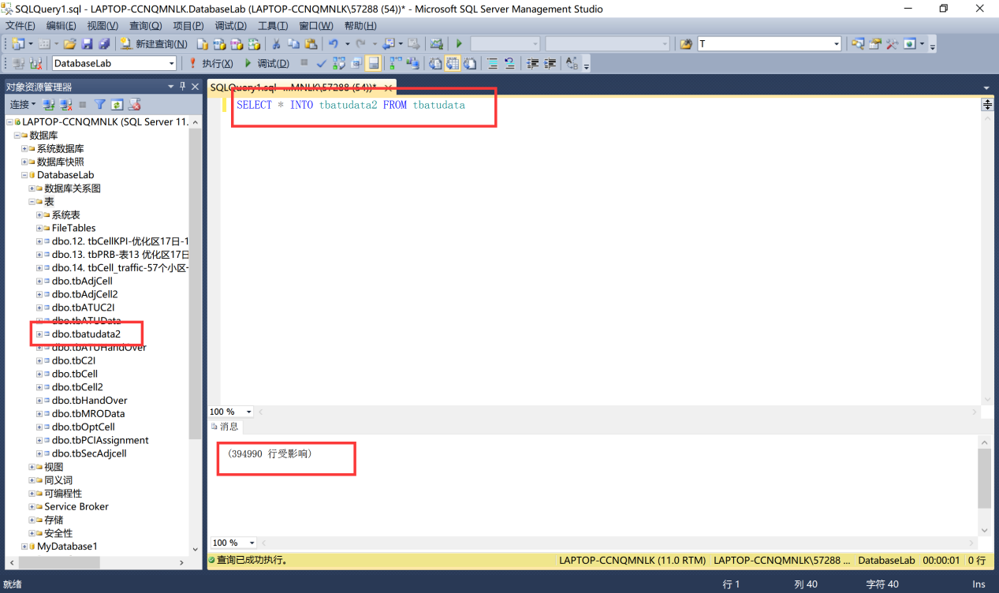 SQLQuery1.sql - LAPTOP-CCNQMNLK.DatabaseLab (LAPTOP-CCNQMNLK\57288 (54))* - Microsoft SQL Server Management Studio
文件(F) 编辑(E) 视图(V) 查询(Q) 项目(P) 调试(D) 工具(T) 窗口(W) 帮助(H)
新建查询(N) T
DatabaseLab 执行(X) 调试(D)
对象资源管理器
连接
LAPTOP-CCNQMNLK (SQL Server 11.
数据库
系统数据库
数据库快照
DatabaseLab
数据库关系图
表
系统表
FileTables
dbo.12. tbCellKPI-优化区17日-1
dbo.13. tbPRB-表13 优化区17日
dbo.14. tbCell_traffic-57个小区-
dbo.tbAdjCell
dbo.tbAdjCell2
dbo.tbATUC2I
dbo.tbATUData
dbo.tbatudata2
dbo.tbATUHandOver
dbo.tbC2I
dbo.tbCell
dbo.tbCell2
dbo.tbHandOver
dbo.tbMROData
dbo.tbOptCell
dbo.tbPCIAssignment
dbo.tbSecAdjcell
视图
同义词
可编程性
Service Broker
存储
安全性
MyDatabase1
SQLQuery1.sql ...MNLK\57288 (54))*
SELECT * INTO tbatudata2 FROM tbatudata
100 %
消息
(394990 行受影响)
100 %
查询已成功执行。 LAPTOP-CCNQMNLK (11.0 RTM) LAPTOP-CCNQMNLK\57288 ... DatabaseLab 00:00:01 0 行
就绪 行 1 列 40 字符 40 Ins